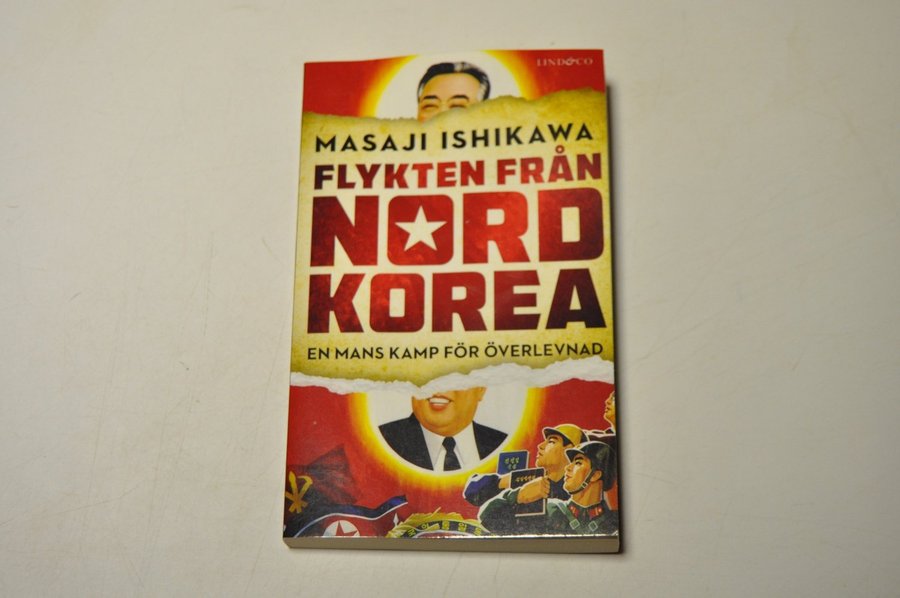 LIND&CO
MASAJI ISHIKAWA
FLYKTEN FRÅN
NORD
KOREA
EN MANS KAMP FÖR ÖVERLEVNAD